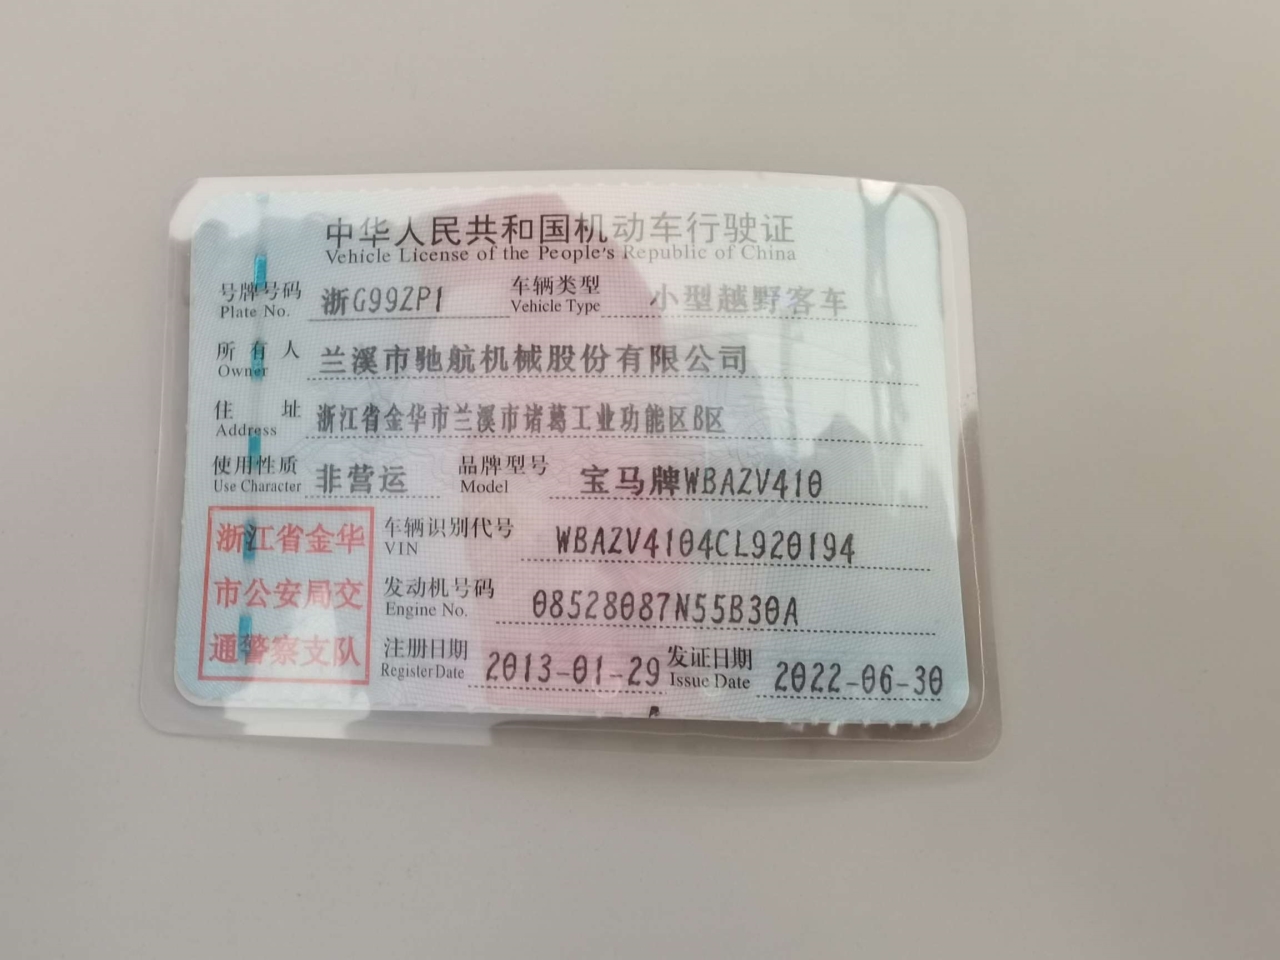 中华人民共和国机动车行驶证
Vehicle License of the People's Republic of China
号牌号码 浙G99ZP1 车辆类型 小型越野客车
Plate No. Vehicle Type
所有人 兰溪市驰航机械股份有限公司
Owner
住址 浙江省金华市兰溪市诸葛工业功能区B区
Address
使用性质 非营运 品牌型号 宝马牌WBAZV410
Use Character Model
浙江省金华
市公安局交
通警察支队
车辆识别代号 WBAZV4104CL920194
VIN
发动机号码 08528087N55B30A
Engine No.
注册日期 2013-01-29 发证日期 2022-06-30
Register Date Issue Date